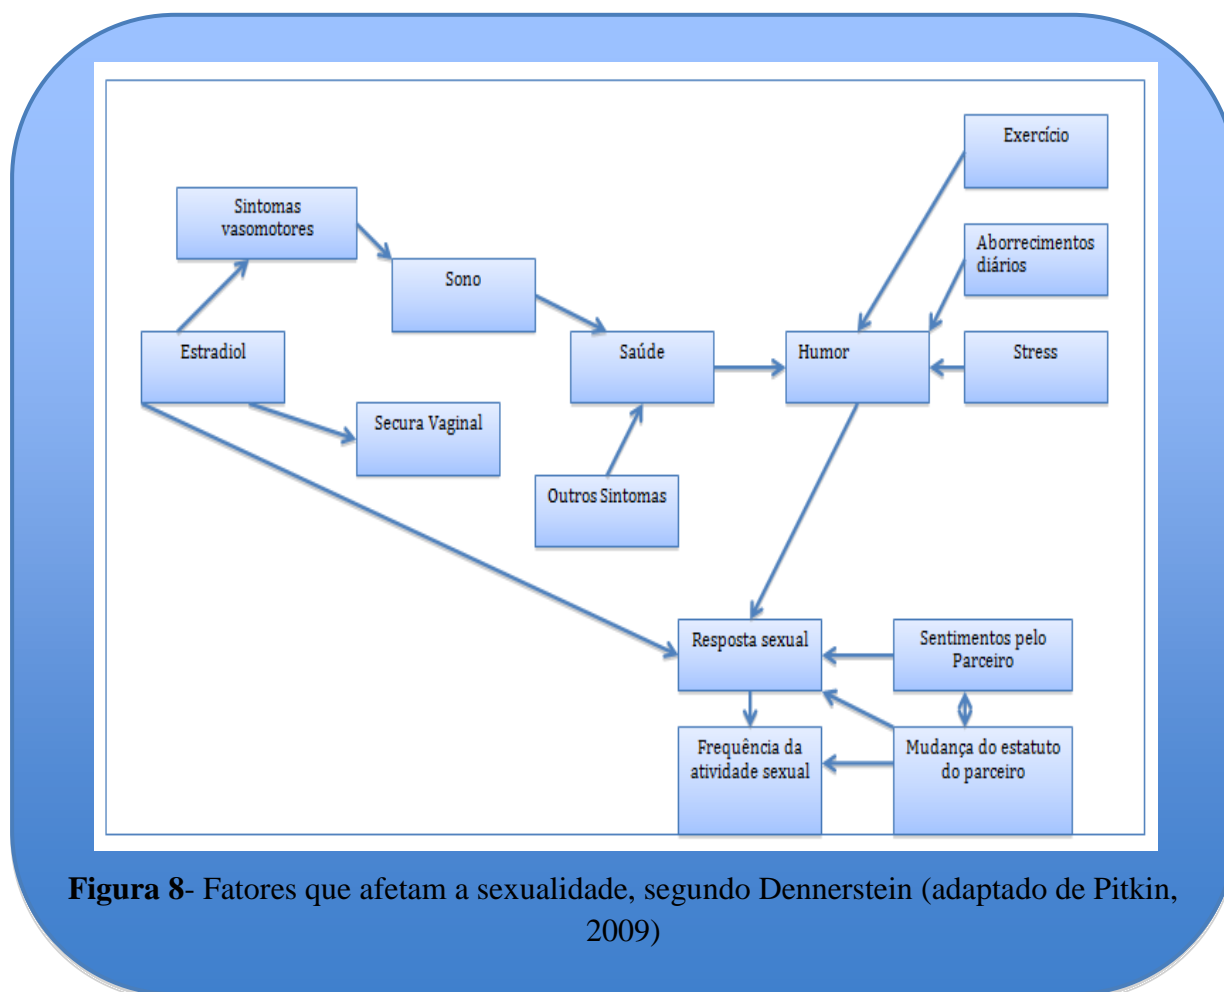 Exercício
Sintomas
vasomotores
Aborrecimentos
diários
Sono
Estradiol
Saúde
Humor
Stress
Secura Vaginal
Outros Sintomas
Resposta sexual
Sentimentos pelo
Parceiro
Frequência da
atividade sexual
Mudança do estatuto
do parceiro
Figura 8- Fatores que afetam a sexualidade, segundo Dennerstein (adaptado de Pitkin,
2009)